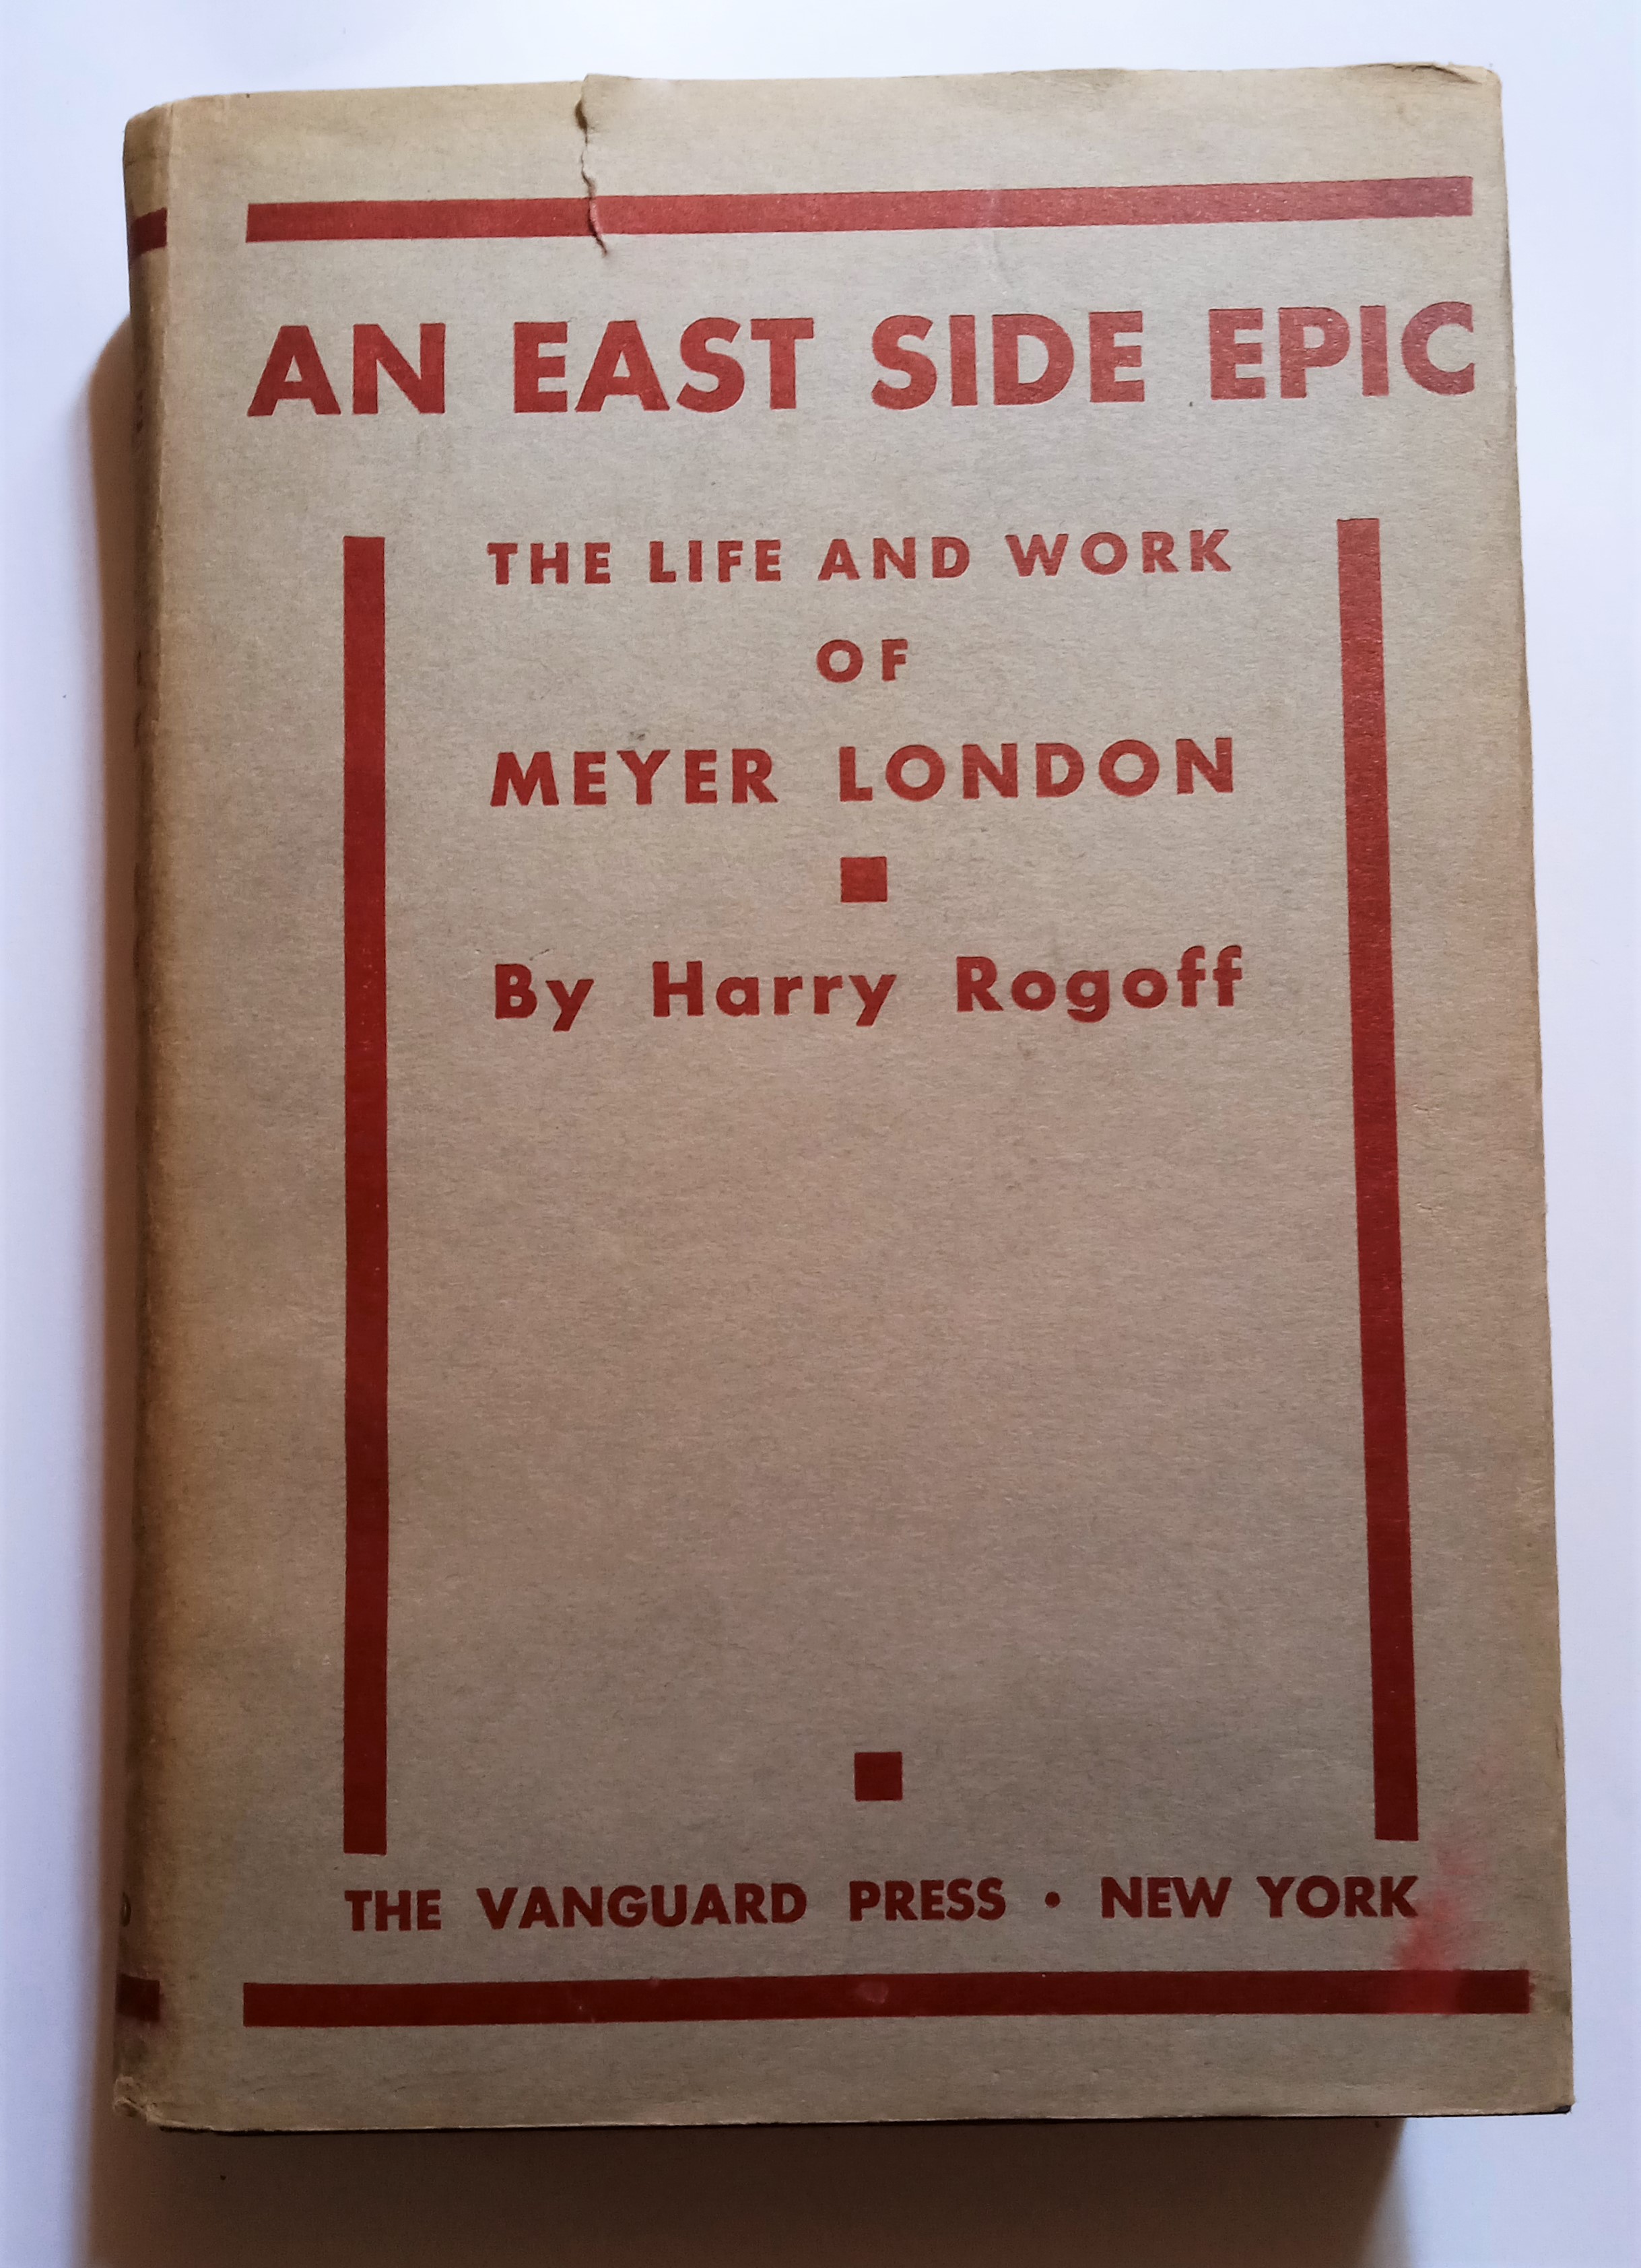 AN EAST SIDE EPIC
THE LIFE AND WORK
OF
MEYER LONDON
By Harry Rogoff
THE VANGUARD PRESS • NEW YORK